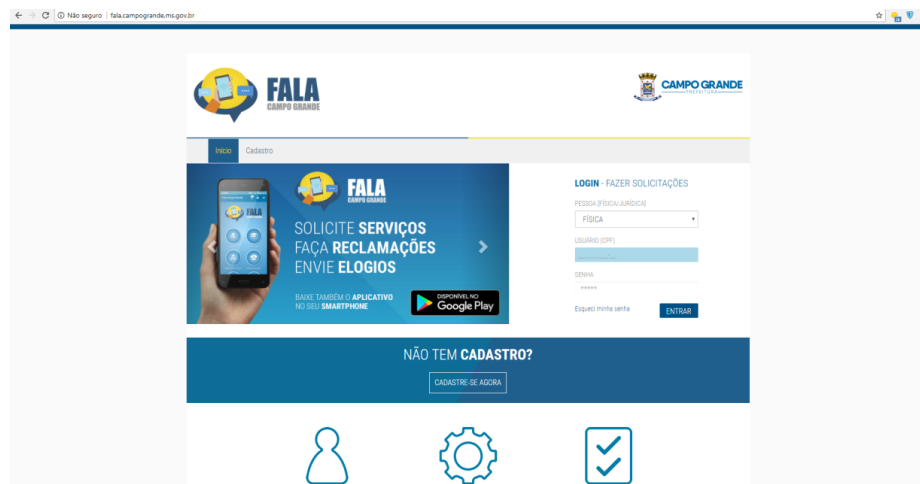 Não seguro | fala.campogrande.ms.gov.br
FALA
CAMPO GRANDE
CAMPO GRANDE
PREFEITURA
Início
Cadastro
FALA
CAMPO GRANDE
SOLICITE SERVIÇOS
FAÇA RECLAMAÇÕES
ENVIE ELOGIOS
BAIXE TAMBÉM O APLICATIVO
NO SEU SMARTPHONE
DISPONÍVEL NO
Google Play
FALA
LOGIN - FAZER SOLICITAÇÕES
PESSOA (FÍSICA/JURÍDICA)
FÍSICA
USUÁRIO (CPF)
SENHA
*****
Esqueci minha senha
ENTRAR
NÃO TEM CADASTRO?
CADASTRE-SE AGORA